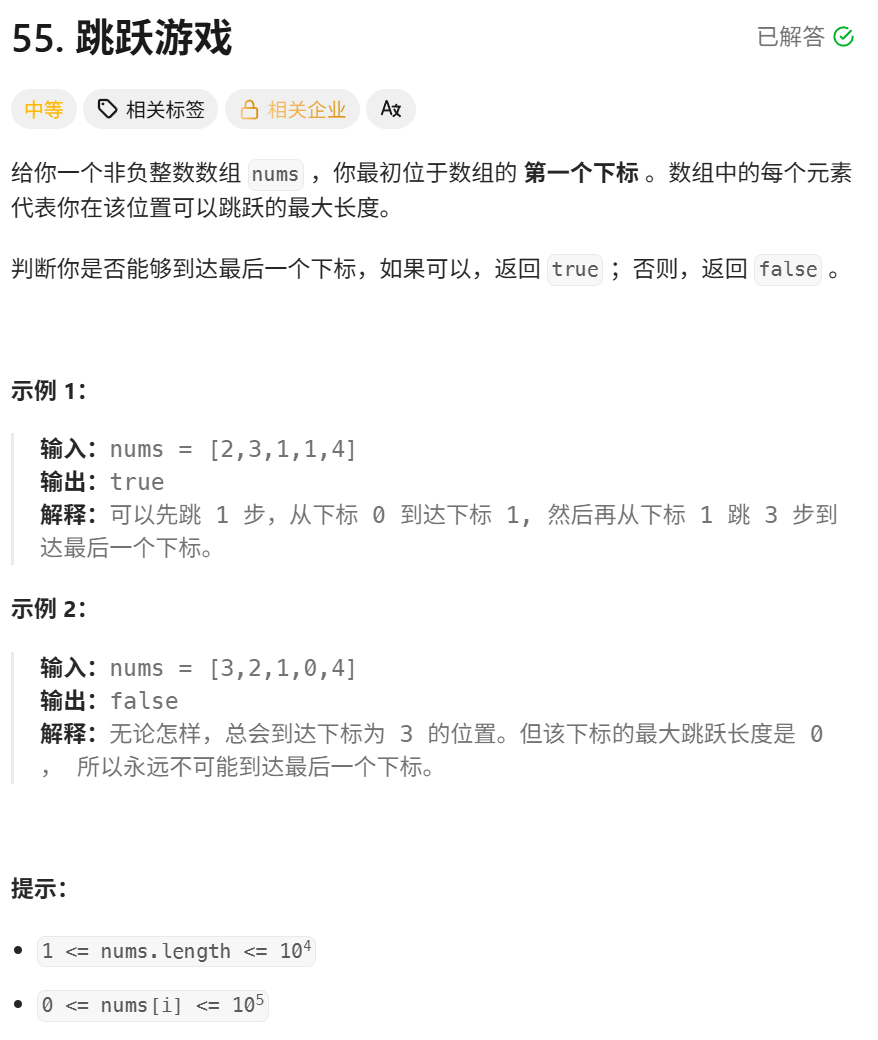 55. 跳跃游戏
已解答
中等
相关标签
相关企业
给你一个非负整数数组 nums ，你最初位于数组的 第一个下标 。数组中的每个元素
代表你在该位置可以跳跃的最大长度。
判断你是否能够到达最后一个下标，如果可以，返回 true ；否则，返回 false 。
示例 1：
输入：nums = [2,3,1,1,4]
输出：true
解释：可以先跳 1 步，从下标 0 到达下标 1, 然后再从下标 1 跳 3 步到
达最后一个下标。
示例 2：
输入：nums = [3,2,1,0,4]
输出：false
解释：无论怎样，总会到达下标为 3 的位置。但该下标的最大跳跃长度是 0
， 所以永远不可能到达最后一个下标。
提示：
1 <= nums.length <= 10⁴
0 <= nums[i] <= 10⁵